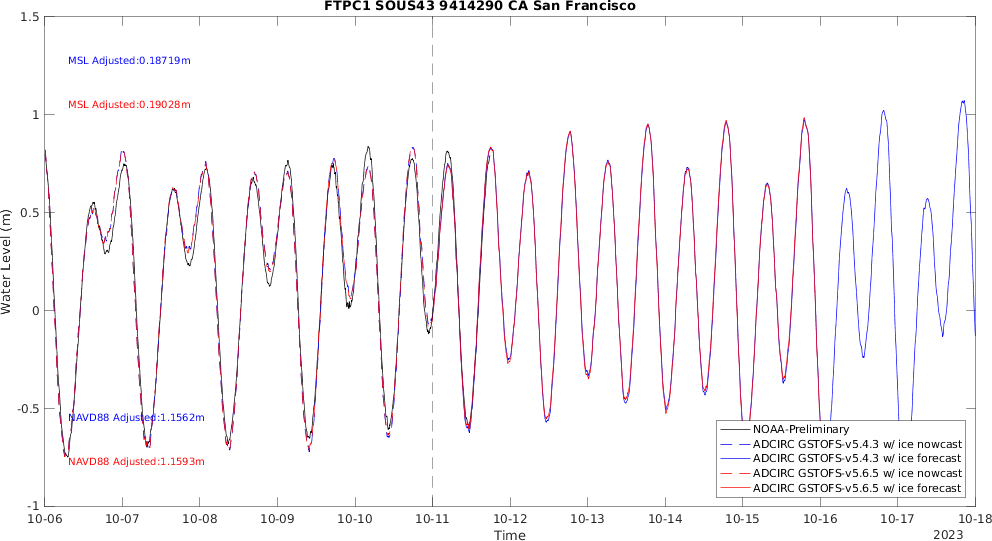 FTPC1 SOUS43 9414290 CA San Francisco
1.5
MSL Adjusted:0.18719m
MSL Adjusted:0.19028m
1
0.5
Water Level (m)
0
-0.5
NAVD88 Adjusted:1.1562m
NAVD88 Adjusted:1.1593m
NOAA-Preliminary
ADCIRC GSTOFS-v5.4.3 w/ ice nowcast
ADCIRC GSTOFS-v5.4.3 w/ ice forecast
ADCIRC GSTOFS-v5.6.5 w/ ice nowcast
ADCIRC GSTOFS-v5.6.5 w/ ice forecast
-1
10-06 10-07 10-08 10-09 10-10 10-11 10-12 10-13 10-14 10-15 10-16 10-17 10-18
Time
2023